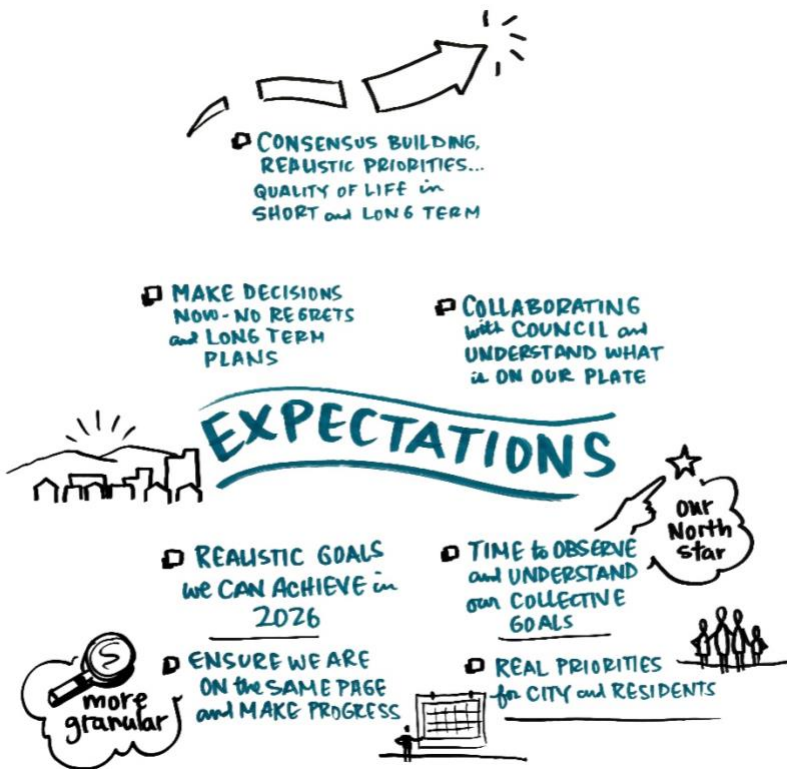 CONSENSUS BUILDING,
REALISTIC PRIORITIES...
QUALITY OF LIFE in
SHORT and LONG TERM
MAKE DECISIONS
NOW - NO REGRETS
and LONG TERM
PLANS
COLLABORATING
with COUNCIL and
UNDERSTAND WHAT
is ON OUR PLATE
EXPECTATIONS
our
North
Star
REALISTIC GOALS
we CAN ACHIEVE in
2026
TIME to OBSERVE
and UNDERSTAND
our COLLECTIVE
GOALS
ENSURE WE ARE
ON the SAME PAGE
and MAKE PROGRESS
REAL PRIORITIES
for CITY and RESIDENTS
S
more
granular